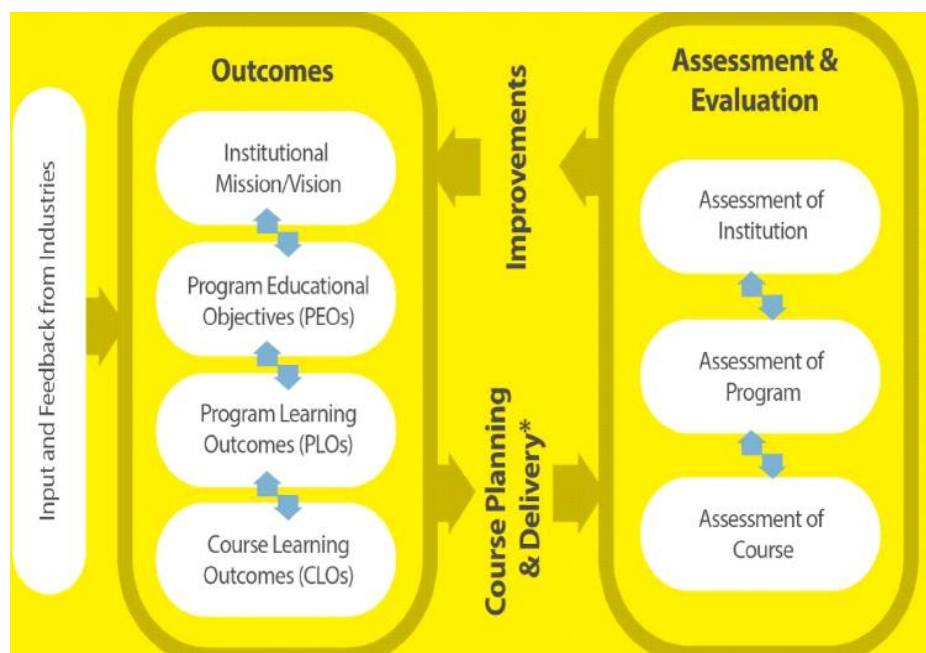 Input and Feedback from Industries
Outcomes
Institutional
Mission/Vision
Program Educational
Objectives (PEOs)
Program Learning
Outcomes (PLOs)
Course Learning
Outcomes (CLOs)
Improvements
Course Planning
& Delivery*
Assessment &
Evaluation
Assessment of
Institution
Assessment of
Program
Assessment of
Course